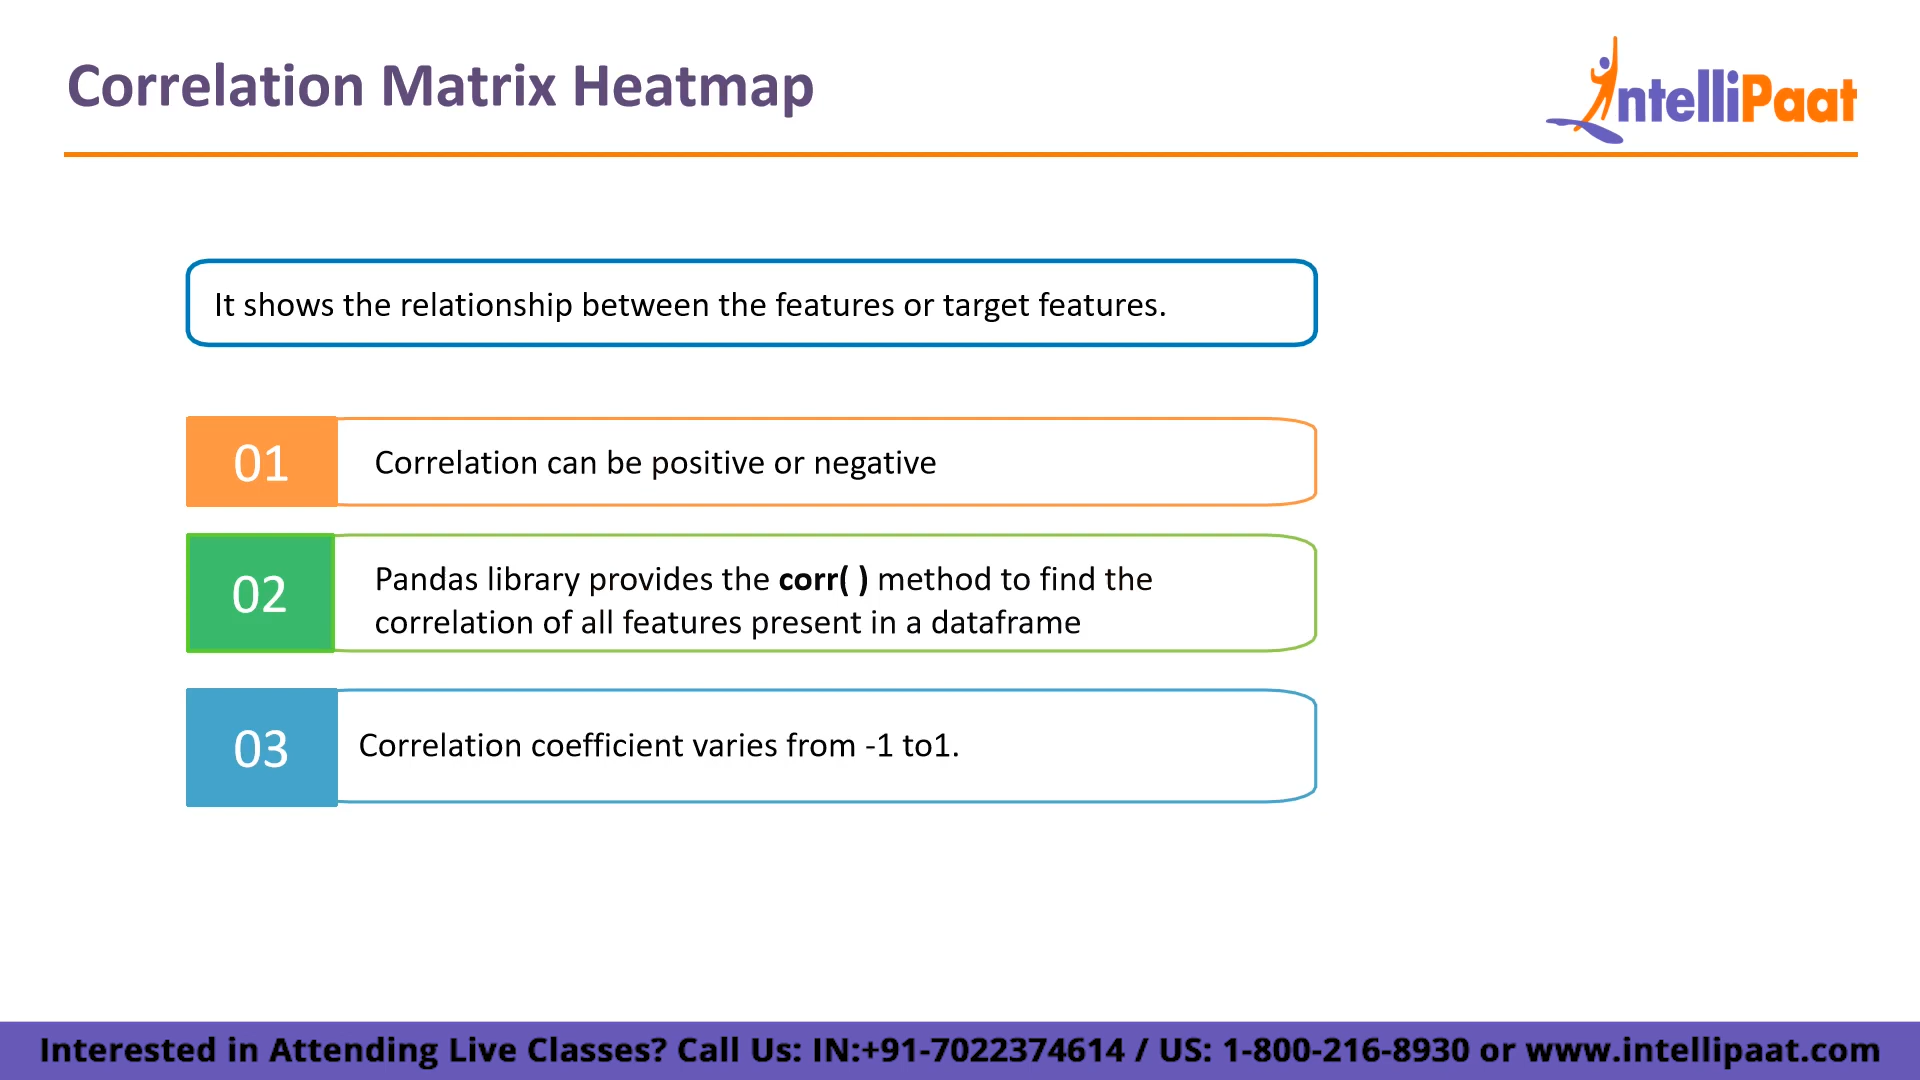 Correlation Matrix Heatmap
IntelliPaat
It shows the relationship between the features or target features.
01
Correlation can be positive or negative
02
Pandas library provides the corr( ) method to find the
correlation of all features present in a dataframe
03
Correlation coefficient varies from -1 to1.
Interested in Attending Live Classes? Call Us: IN:+91-7022374614 / US: 1-800-216-8930 or www.intellipaat.com